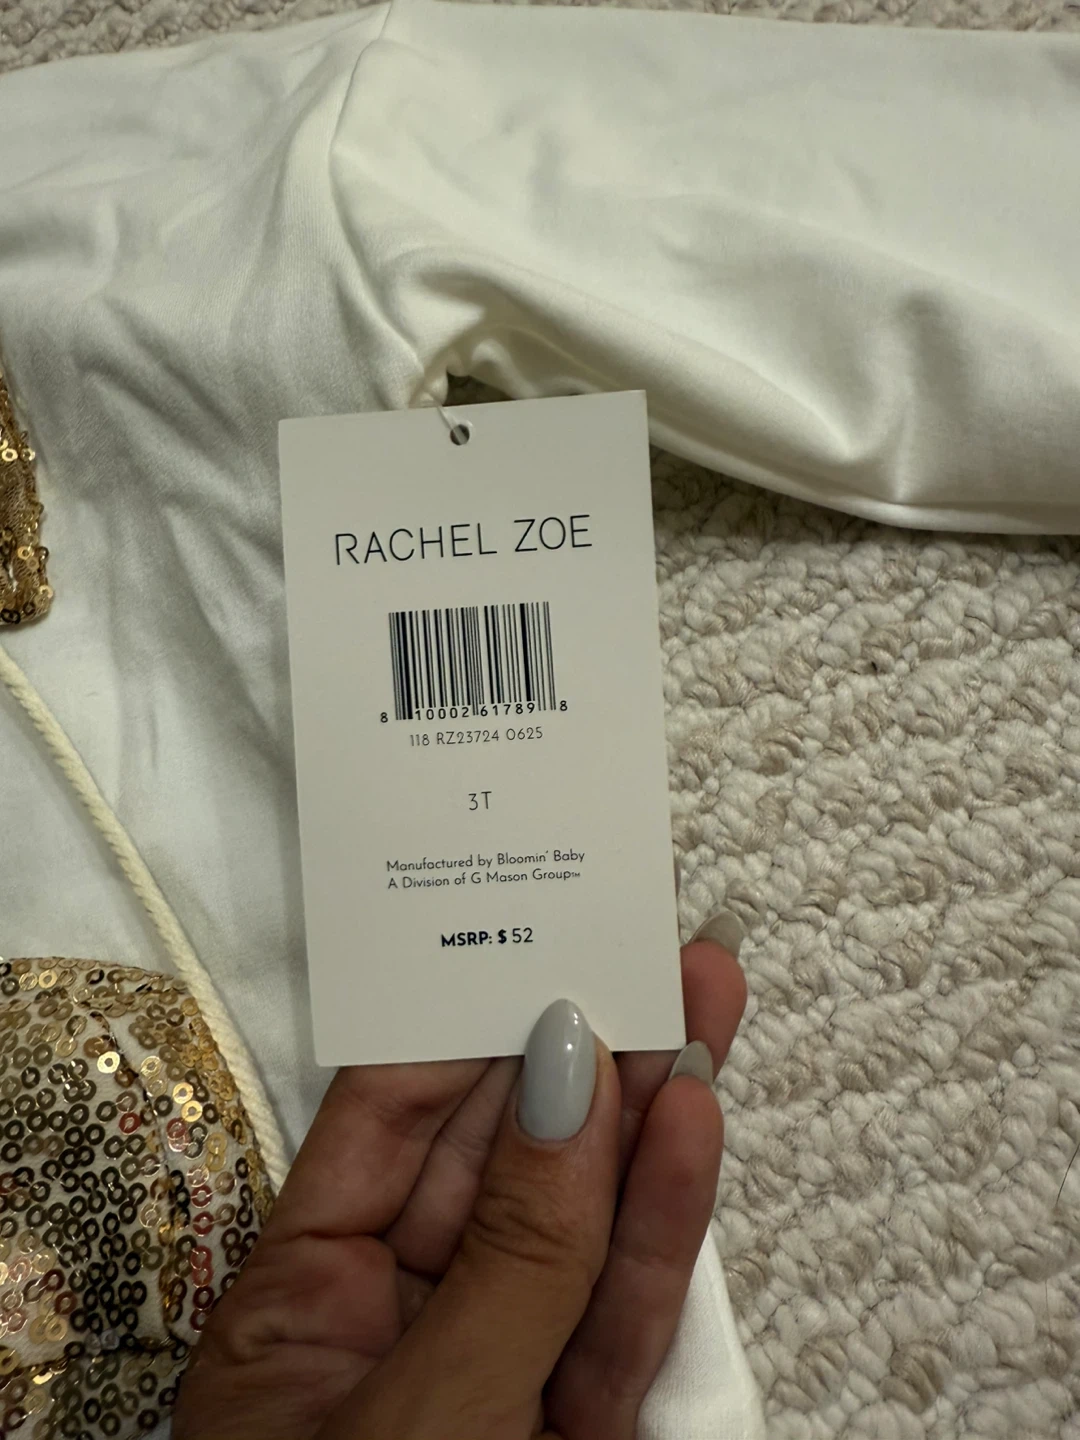 RACHEL ZOE
8 10002 61789 8
118 RZ23724 0625
3T
Manufactured by Bloomin' Baby
A Division of G Mason Group™
MSRP: $ 52